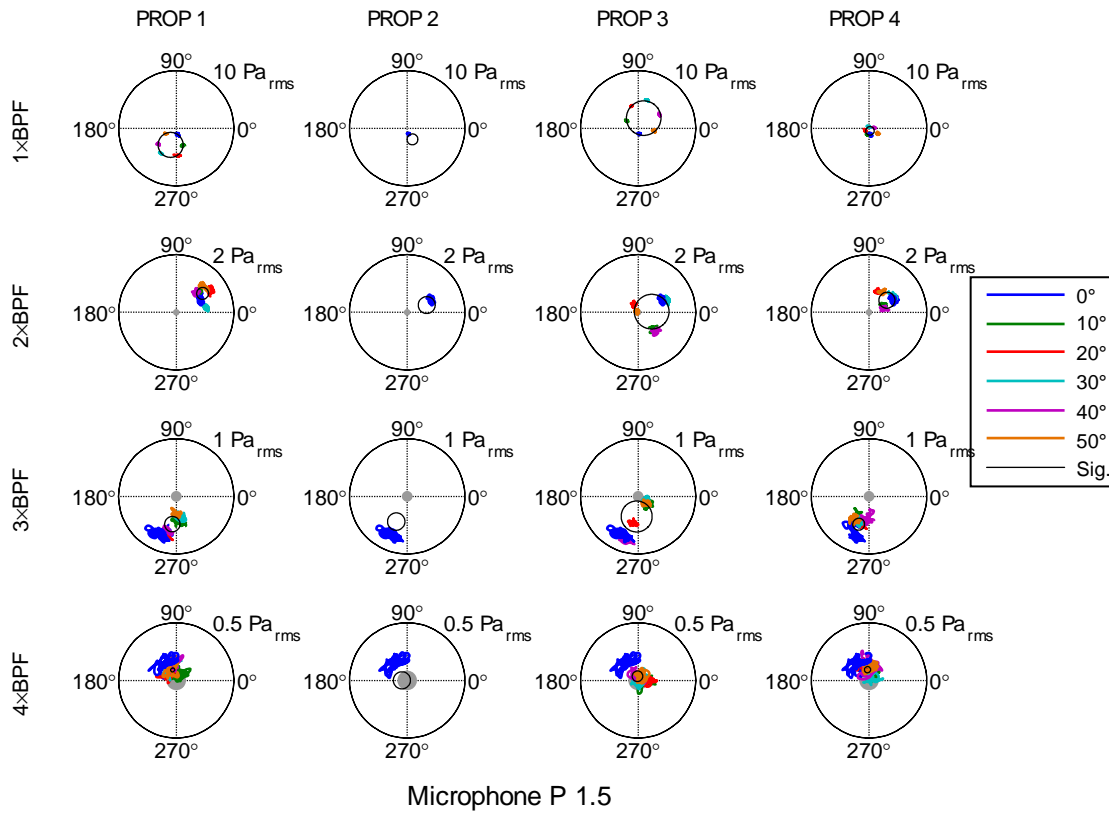 PROP 1 PROP 2 PROP 3 PROP 4
1×BPF
90° 10 Pa rms 90° 10 Pa rms 90° 10 Pa rms 90° 10 Pa rms
180° 0° 180° 0° 180° 0° 180° 0°
270° 270° 270° 270°
2×BPF
90° 2 Pa rms 90° 2 Pa rms 90° 2 Pa rms 90° 2 Pa rms
180° 0° 180° 0° 180° 0° 180° 0°
270° 270° 270° 270°
3×BPF
90° 1 Pa rms 90° 1 Pa rms 90° 1 Pa rms 90° 1 Pa rms
180° 0° 180° 0° 180° 0° 180° 0°
270° 270° 270° 270°
4×BPF
90° 0.5 Pa rms 90° 0.5 Pa rms 90° 0.5 Pa rms 90° 0.5 Pa rms
180° 0° 180° 0° 180° 0° 180° 0°
270° 270° 270° 270°
0°
10°
20°
30°
40°
50°
Sig.
Microphone P 1.5